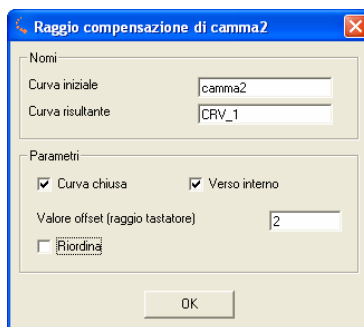 Raggio compensazione di camma2
Nomi
Curva iniziale camma2
Curva risultante CRV_1
Parametri
Curva chiusa Verso interno
Valore offset (raggio tastatore) 2
Riordina
OK